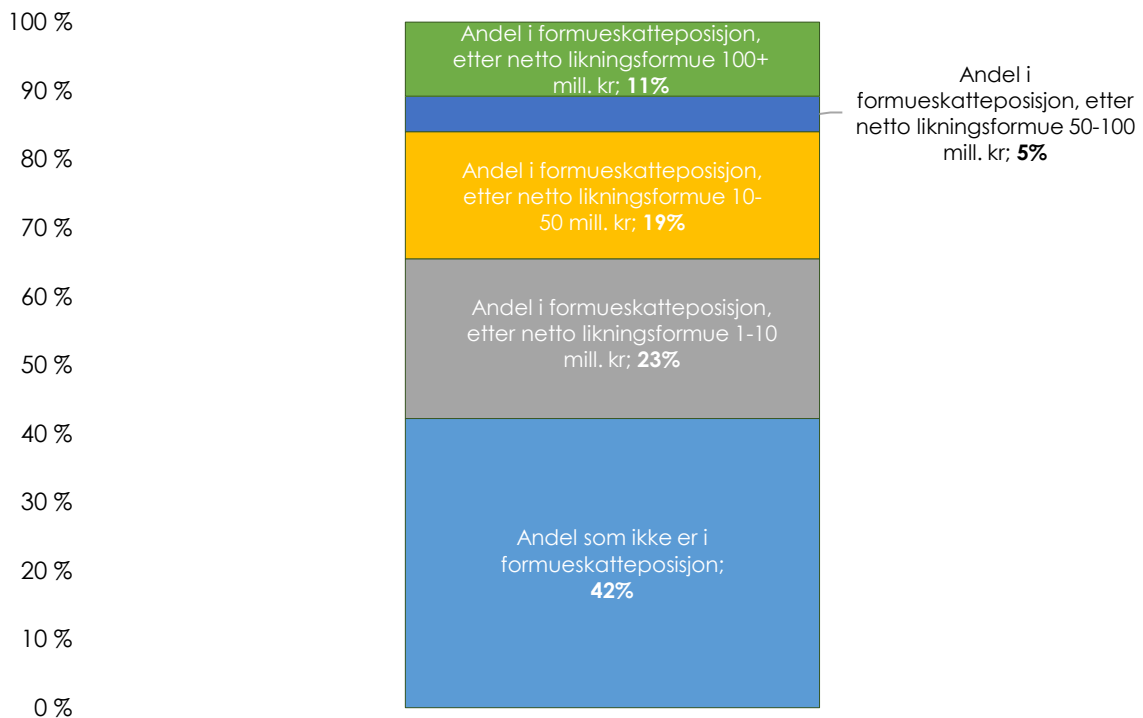 100 %
90 %
80 %
70 %
60 %
50 %
40 %
30 %
20 %
10 %
0 %
Andel i formueskatteposisjon,
etter netto likningsformue 100+
mill. kr; 11%
Andel i
formueskatteposisjon, etter
netto likningsformue 50-100
mill. kr; 5%
Andel i formueskatteposisjon,
etter netto likningsformue 10-
50 mill. kr; 19%
Andel i formueskatteposisjon,
etter netto likningsformue 1-10
mill. kr; 23%
Andel som ikke er i
formueskatteposisjon;
42%